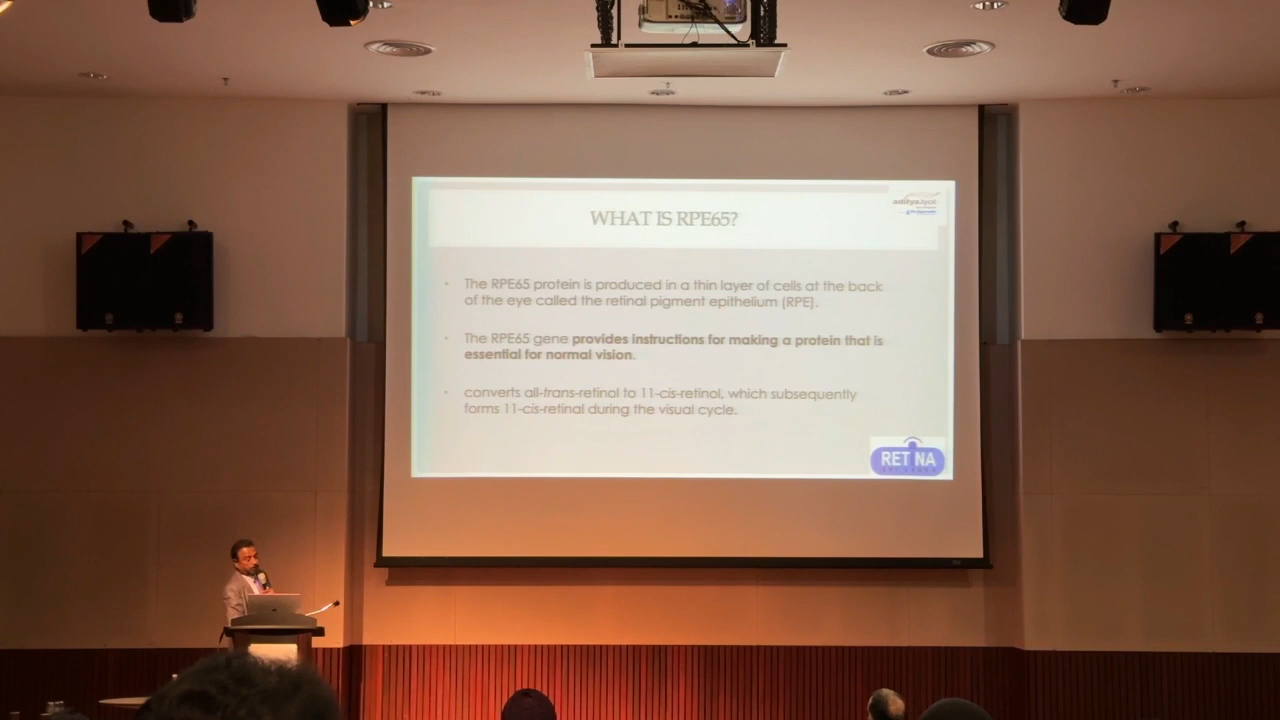 aditya jyot
WHAT IS RPE65?
• The RPE65 protein is produced in a thin layer of cells at the back
of the eye called the retinal pigment epithelium (RPE).
• The RPE65 gene provides instructions for making a protein that is
essential for normal vision.
• converts all-trans-retinol to 11-cis-retinol, which subsequently
forms 11-cis-retinal during the visual cycle.
RETINA